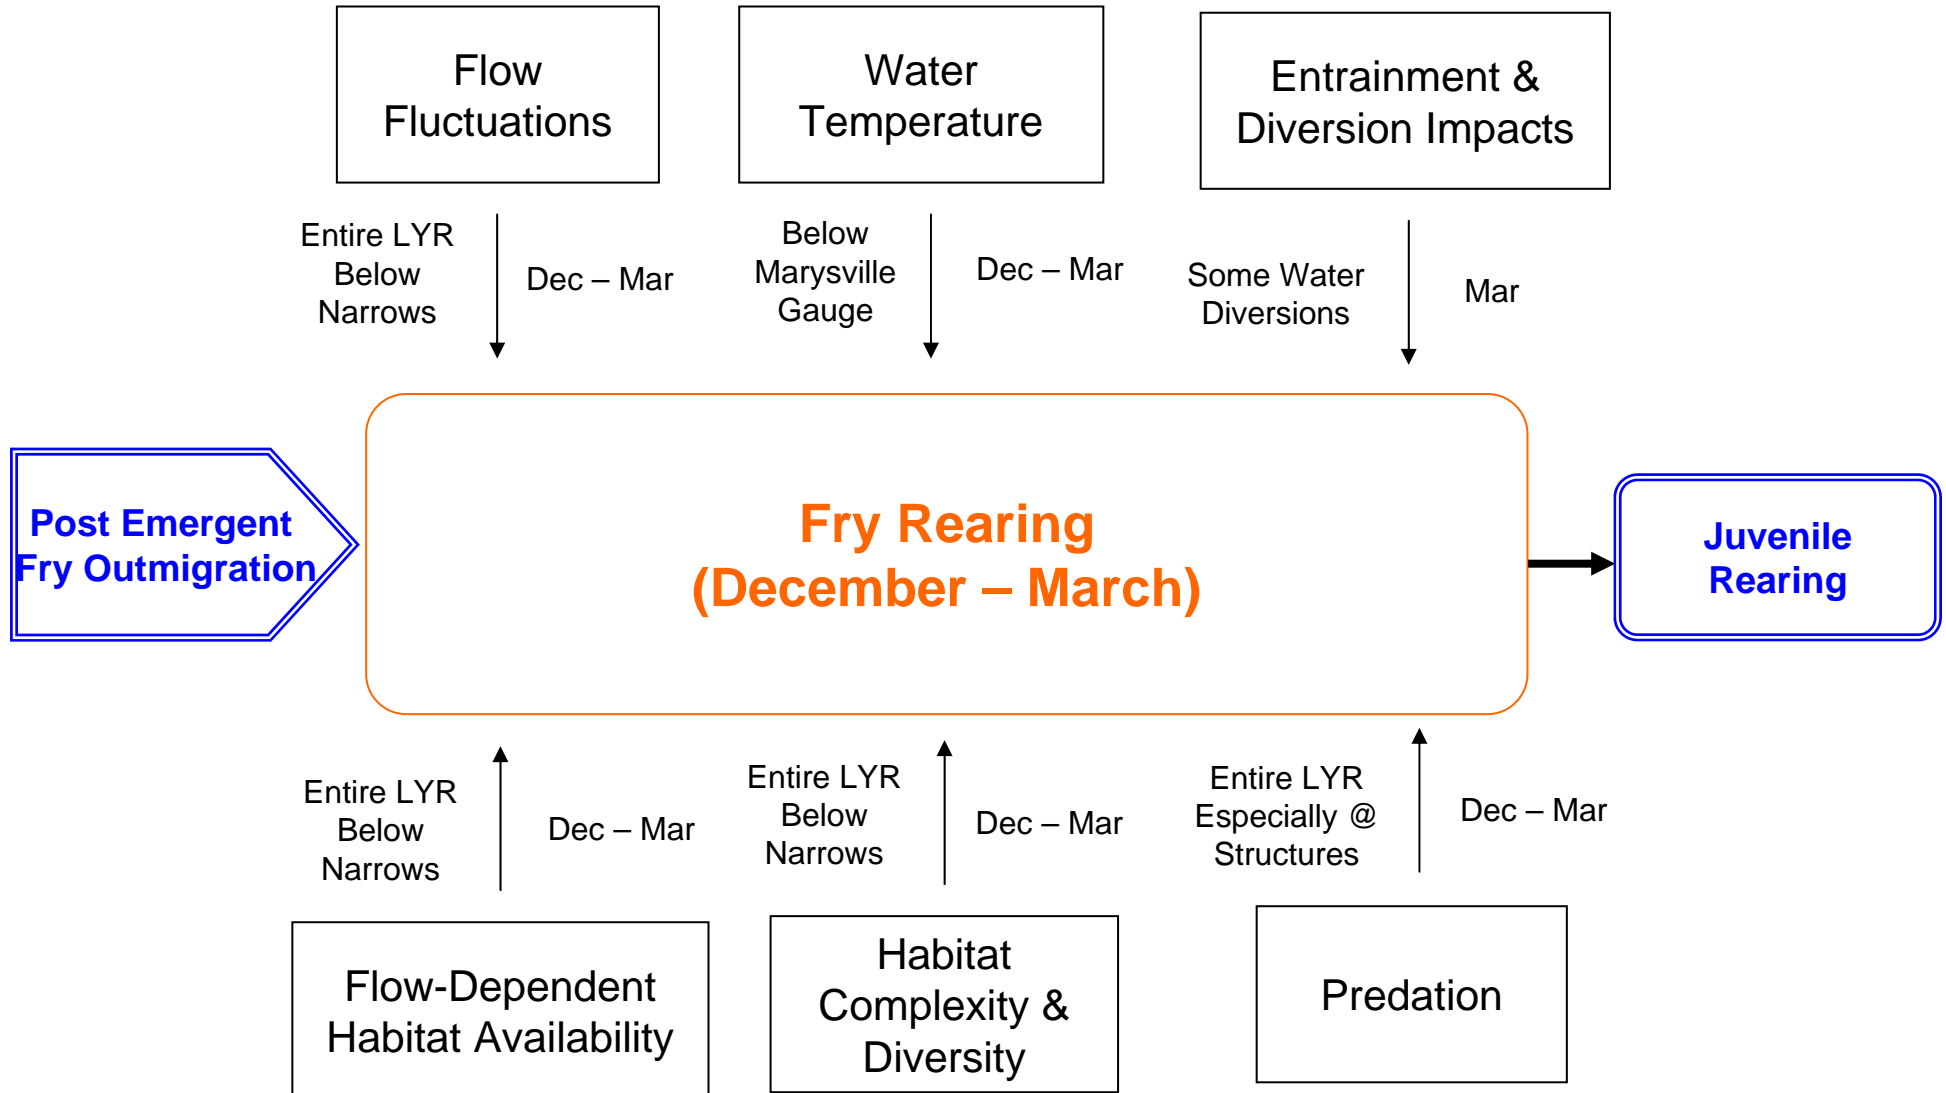 Flow
Fluctuations
Water
Temperature
Entrainment &
Diversion Impacts
Entire LYR
Below
Narrows
Dec – Mar
Below
Marysville
Gauge
Dec – Mar
Some Water
Diversions
Mar
Post Emergent
Fry Outmigration
Fry Rearing
(December – March)
Juvenile
Rearing
Entire LYR
Below
Narrows
Dec – Mar
Entire LYR
Below
Narrows
Dec – Mar
Entire LYR
Especially @
Structures
Dec – Mar
Flow-Dependent
Habitat Availability
Habitat
Complexity &
Diversity
Predation